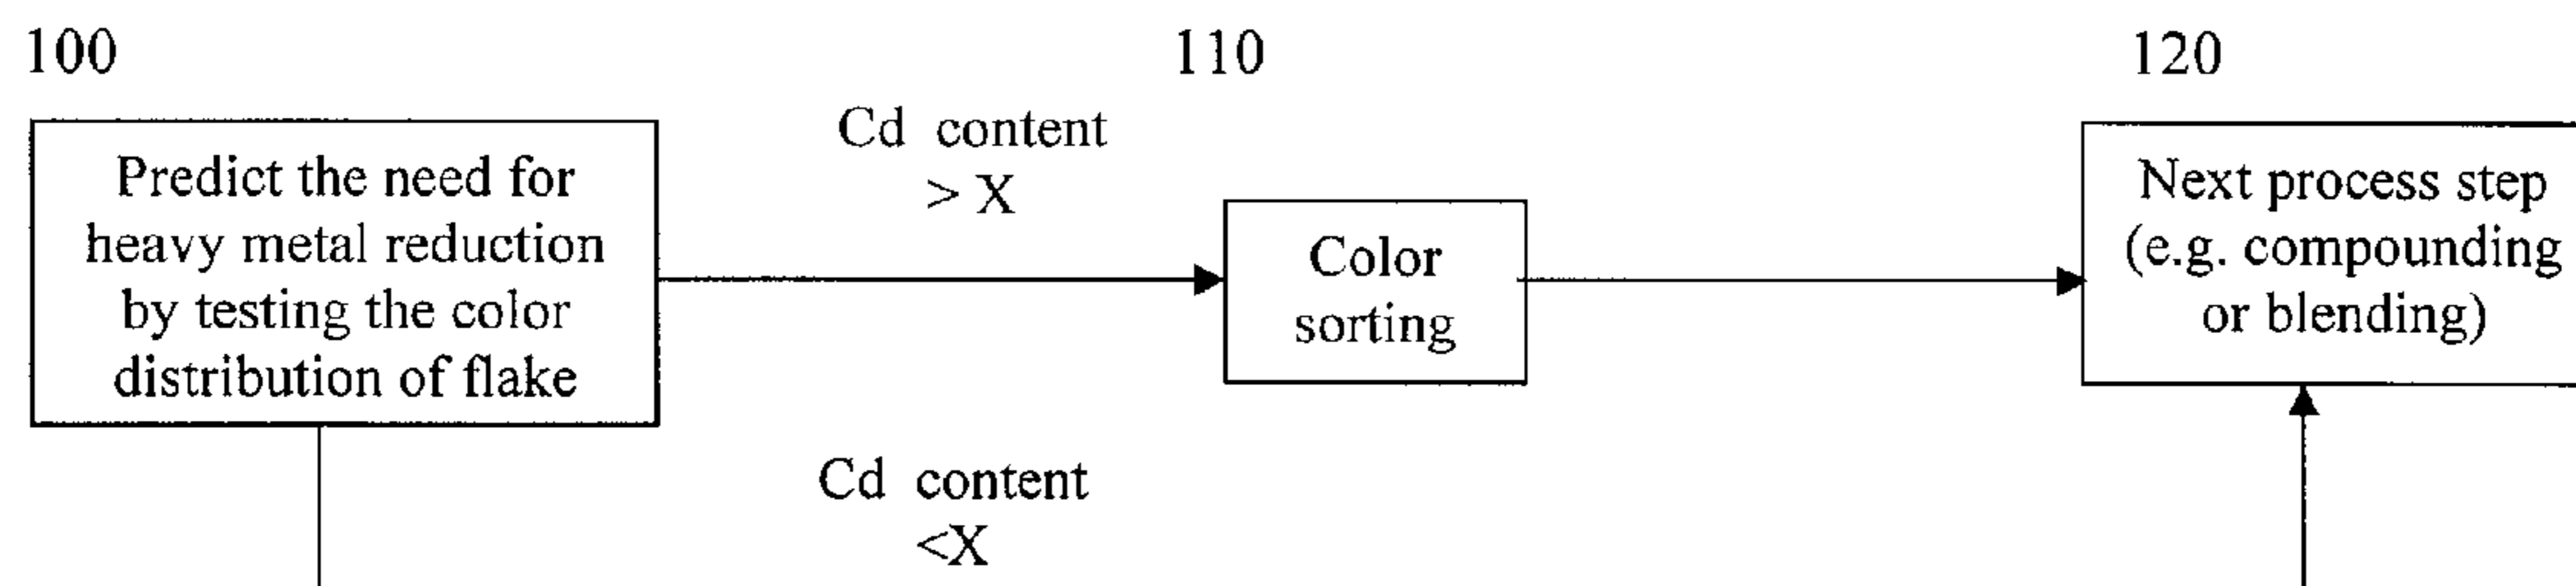 100
110
120
Predict the need for
heavy metal reduction
by testing the color
distribution of flake
Cd content
> X
Color
sorting
Next process step
(e.g. compounding
or blending)
Cd content
<X